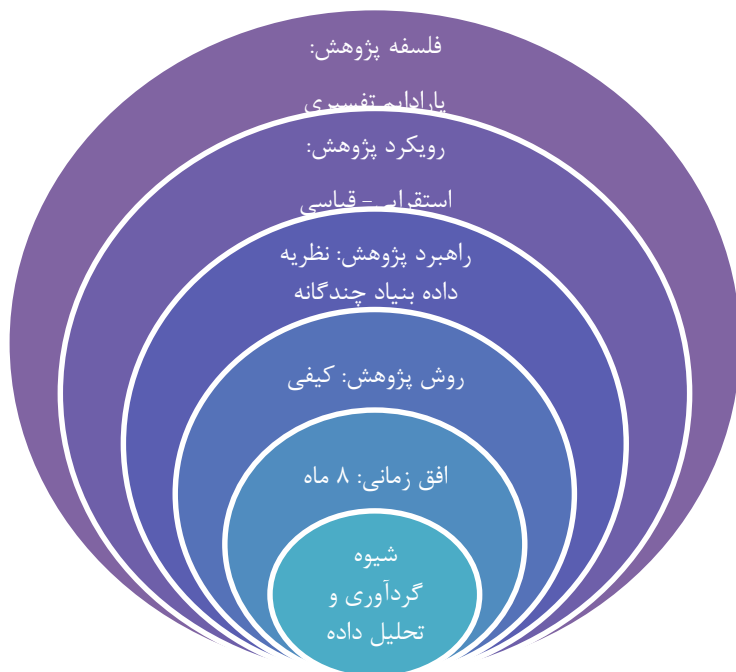 فلسفه پژوهش:
پارادایم تفسیری
رویکرد پژوهش:
استقرایی - قیاسی
راهبرد پژوهش: نظریه
داده بنیاد چندگانه
روش پژوهش: کیفی
افق زمانی: ۸ ماه
شیوه
گردآوری و
تحلیل داده